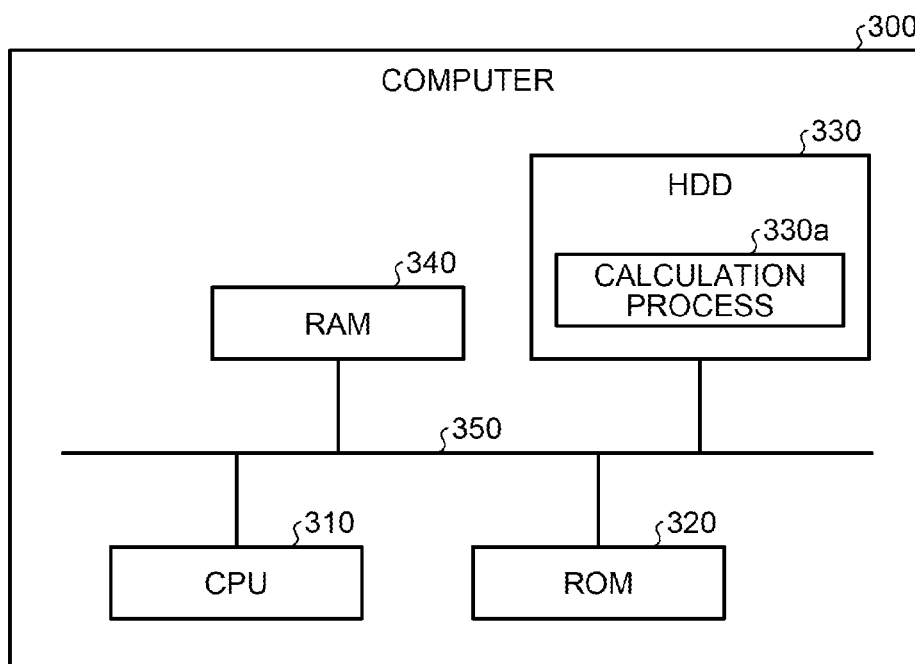 300
COMPUTER
330
HDD
330a
CALCULATION
PROCESS
340
RAM
350
310
CPU
320
ROM